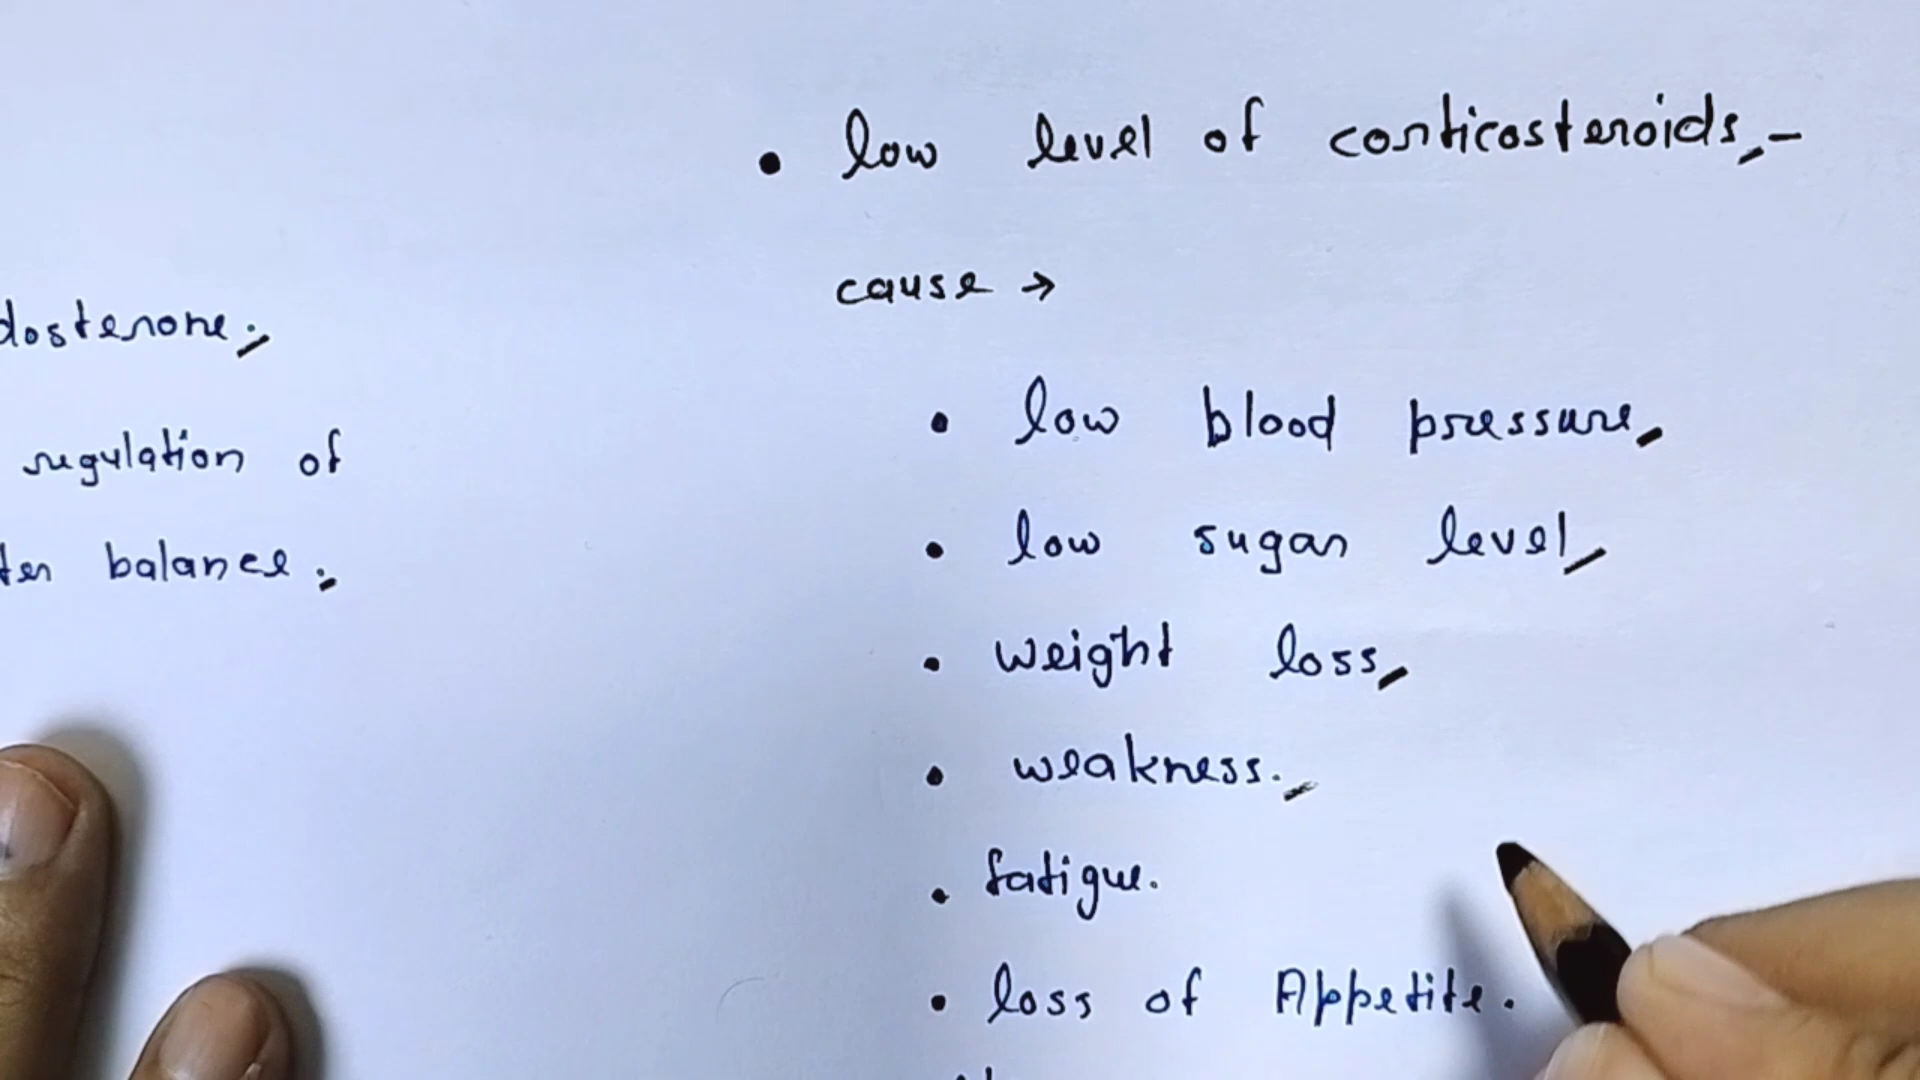 • low level of corticosteroids,-
cause →
• low blood pressure
• low sugar level
• weight loss
• weakness.
• fatigue.
• loss of Appetite.
dosterone.
regulation of
ter balance.